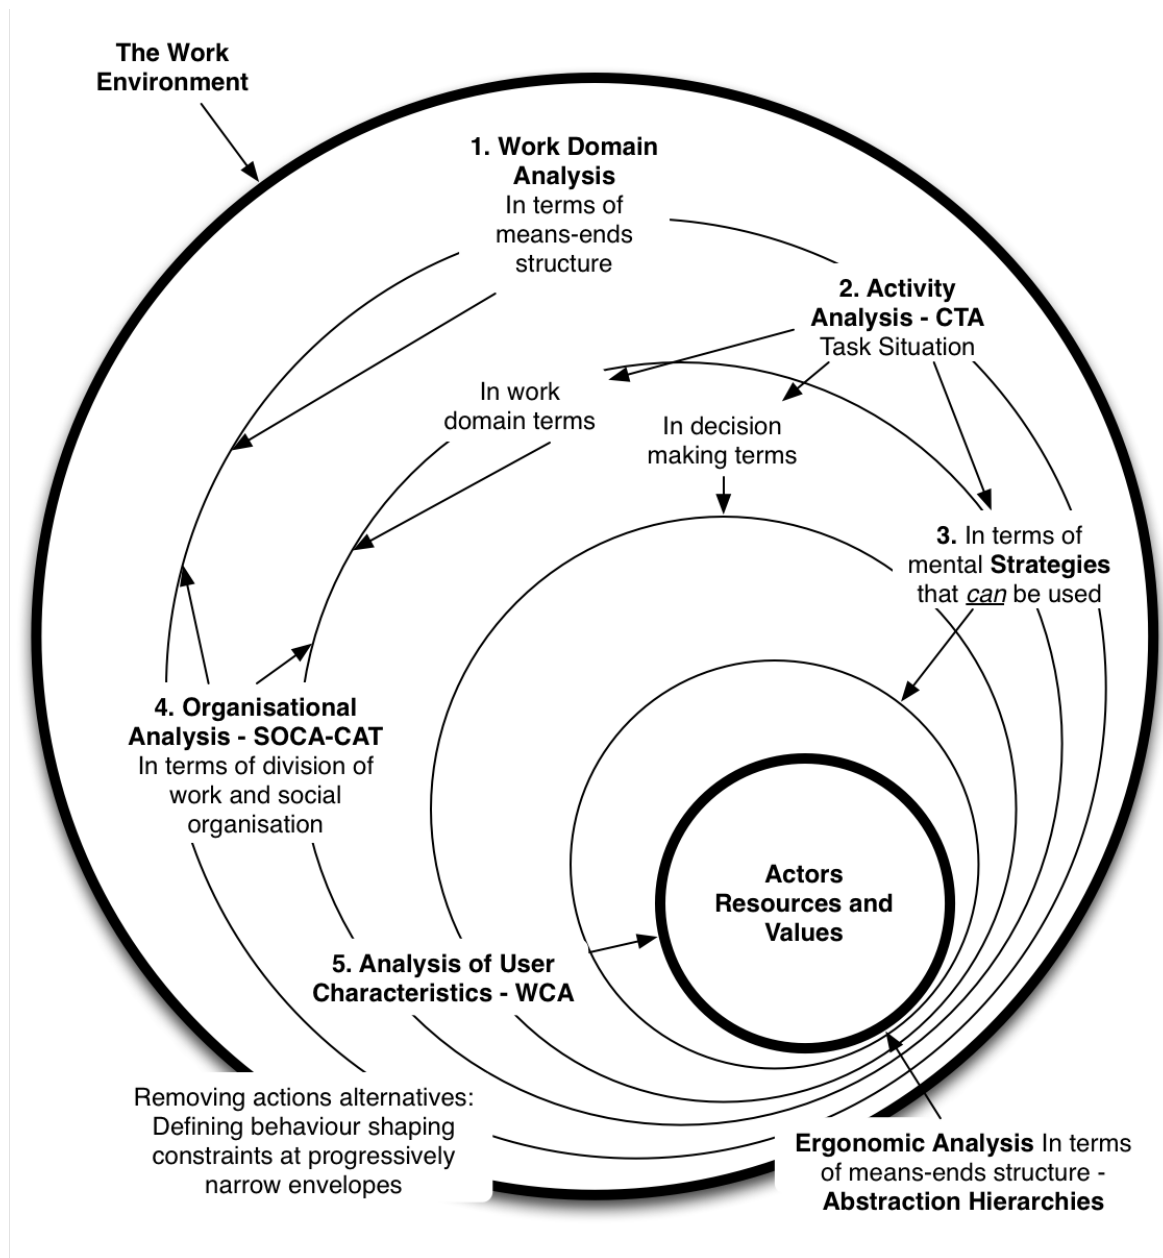 The Work
Environment
1. Work Domain
Analysis
In terms of
means-ends
structure
2. Activity
Analysis - CTA
Task Situation
In work
domain terms
In decision
making terms
3. In terms of
mental Strategies
that can be used
4. Organisational
Analysis - SOCA-CAT
In terms of division of
work and social
organisation
Actors
Resources and
Values
5. Analysis of User
Characteristics - WCA
Removing actions alternatives:
Defining behaviour shaping
constraints at progressively
narrow envelopes
Ergonomic Analysis In terms
of means-ends structure -
Abstraction Hierarchies